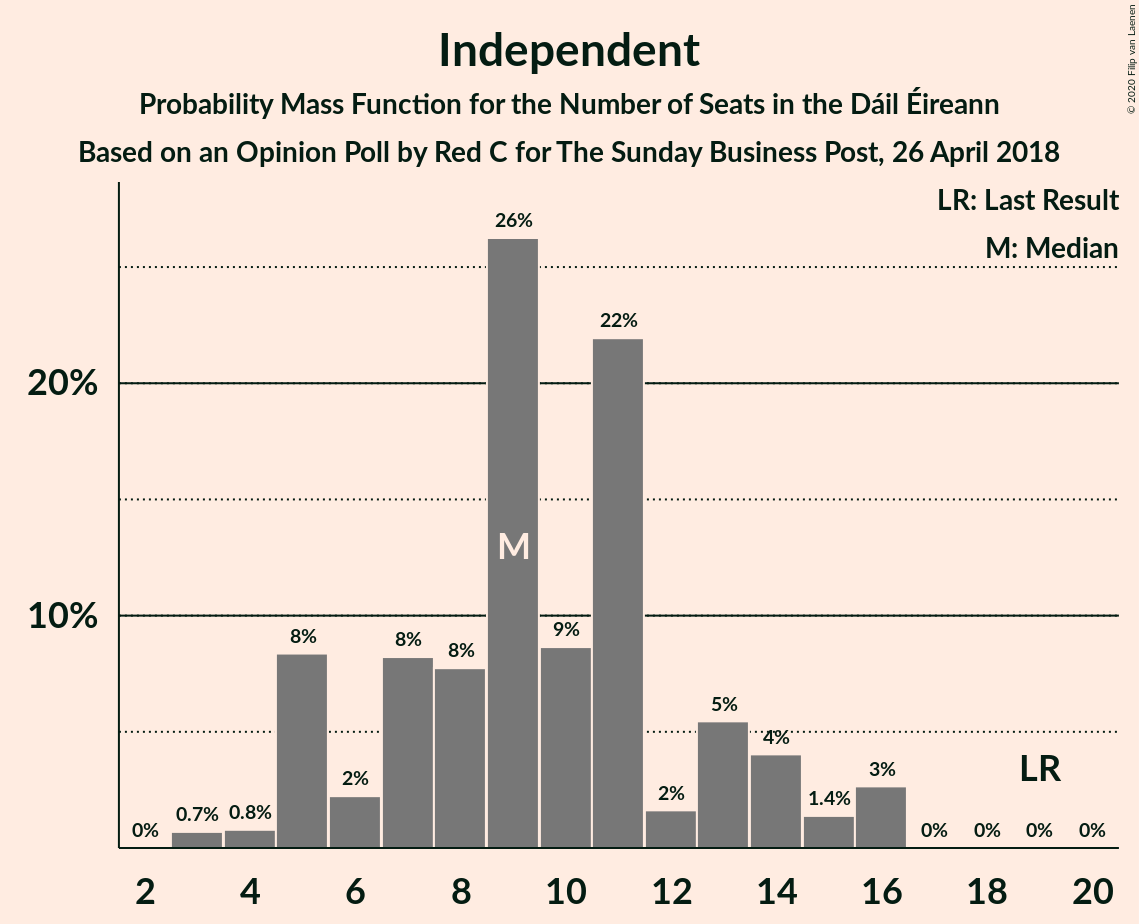 Independent
Probability Mass Function for the Number of Seats in the Dáil Éireann
Based on an Opinion Poll by Red C for The Sunday Business Post, 26 April 2018
© 2020 Filip van Laenen
LR: Last Result
M: Median
26%
22%
20%
M
10%
8%
8%
8%
9%
5%
4%
LR
0%
0.7%
0.8%
2%
2%
1.4%
3%
0%
0%
0%
0%
2 4 6 8 10 12 14 16 18 20